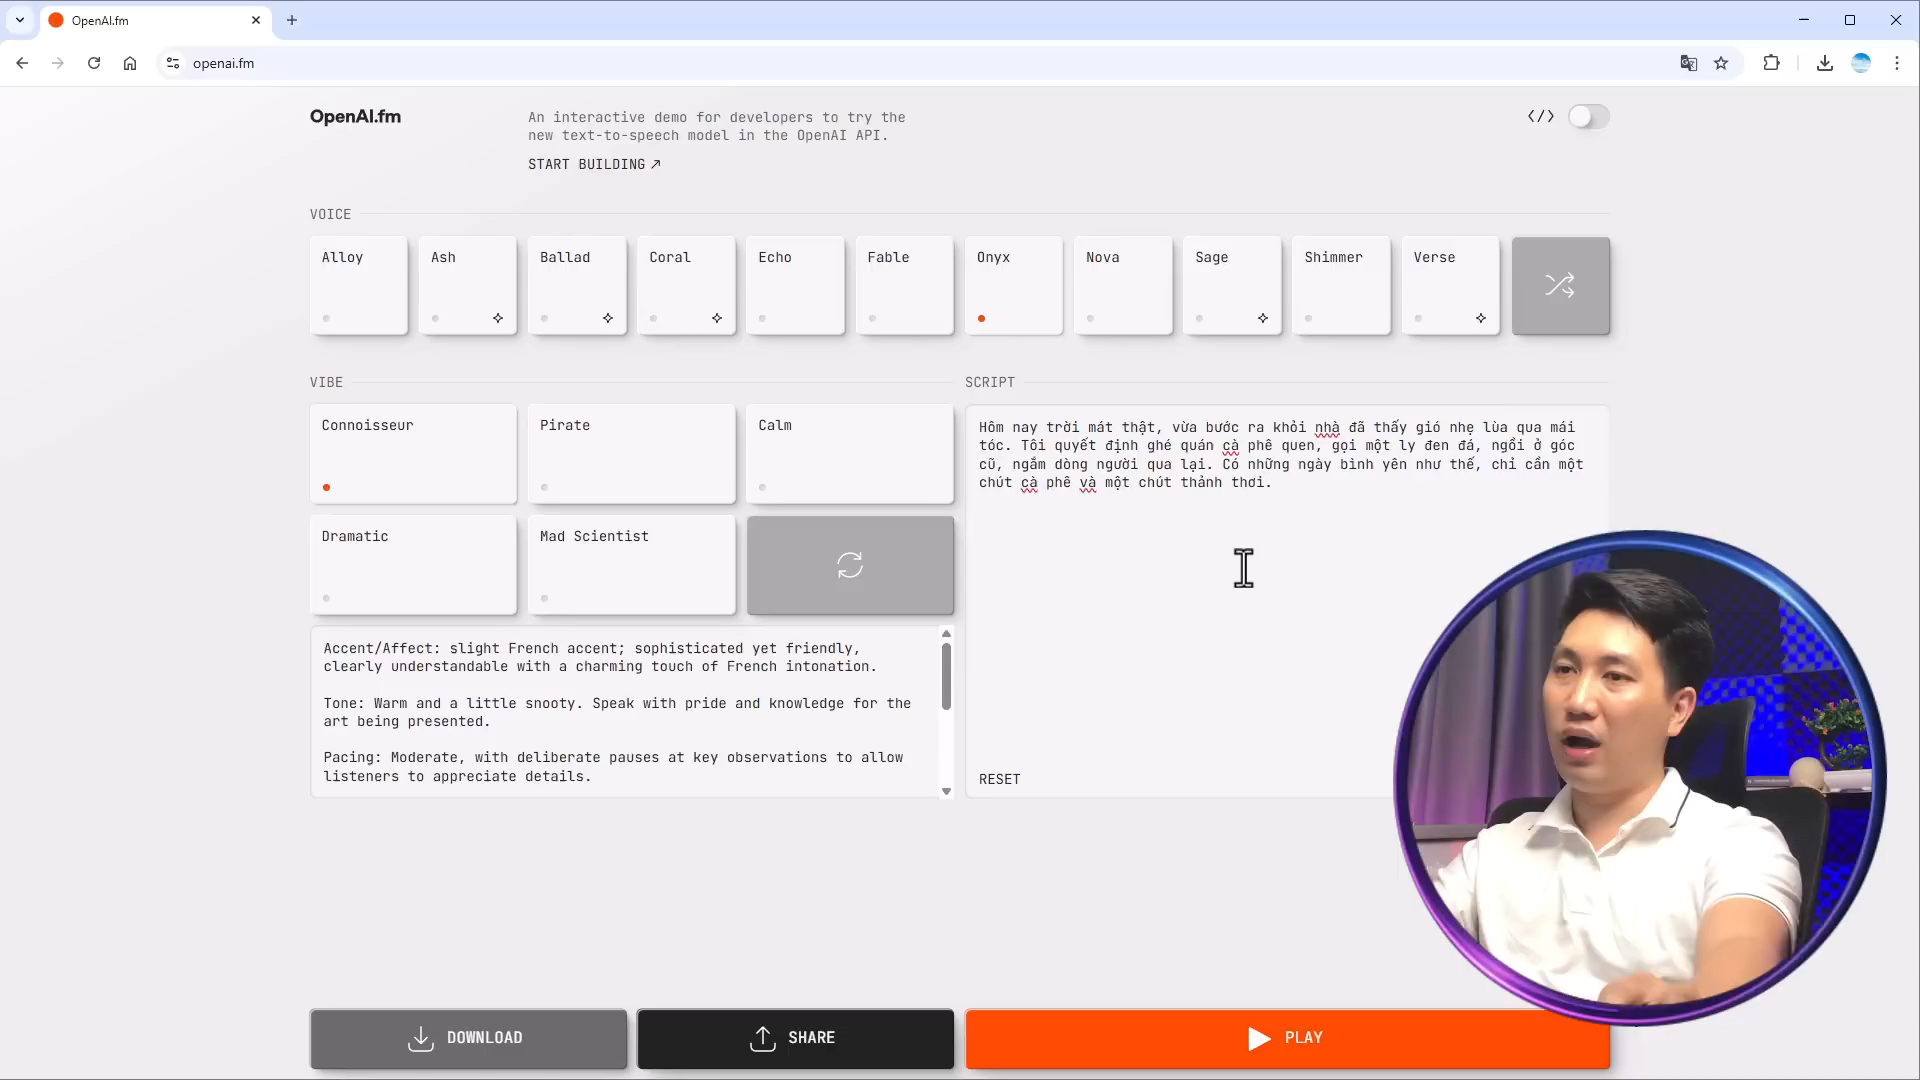 OpenAI.fm
openai.fm
OpenAI.fm
An interactive demo for developers to try the
new text-to-speech model in the OpenAI API.
START BUILDING
VOICE
Alloy
Ash
Ballad
Coral
Echo
Fable
Onyx
Nova
Sage
Shimmer
Verse
VIBE
Connoisseur
Pirate
Calm
Dramatic
Mad Scientist
Accent/Affect: slight French accent; sophisticated yet friendly,
clearly understandable with a charming touch of French intonation.
Tone: Warm and a little snooty. Speak with pride and knowledge for the
art being presented.
Pacing: Moderate, with deliberate pauses at key observations to allow
listeners to appreciate details.
SCRIPT
Hôm nay trời mát thật, vừa bước ra khỏi nhà đã thấy gió nhẹ lùa qua mái
tóc. Tôi quyết định ghé quán cà phê quen, gọi một ly đen đá, ngồi ở góc
cũ, ngắm dòng người qua lại. Có những ngày bình yên như thế, chỉ cần một
chút cà phê và một chút thảnh thơi.
RESET
DOWNLOAD
SHARE
PLAY